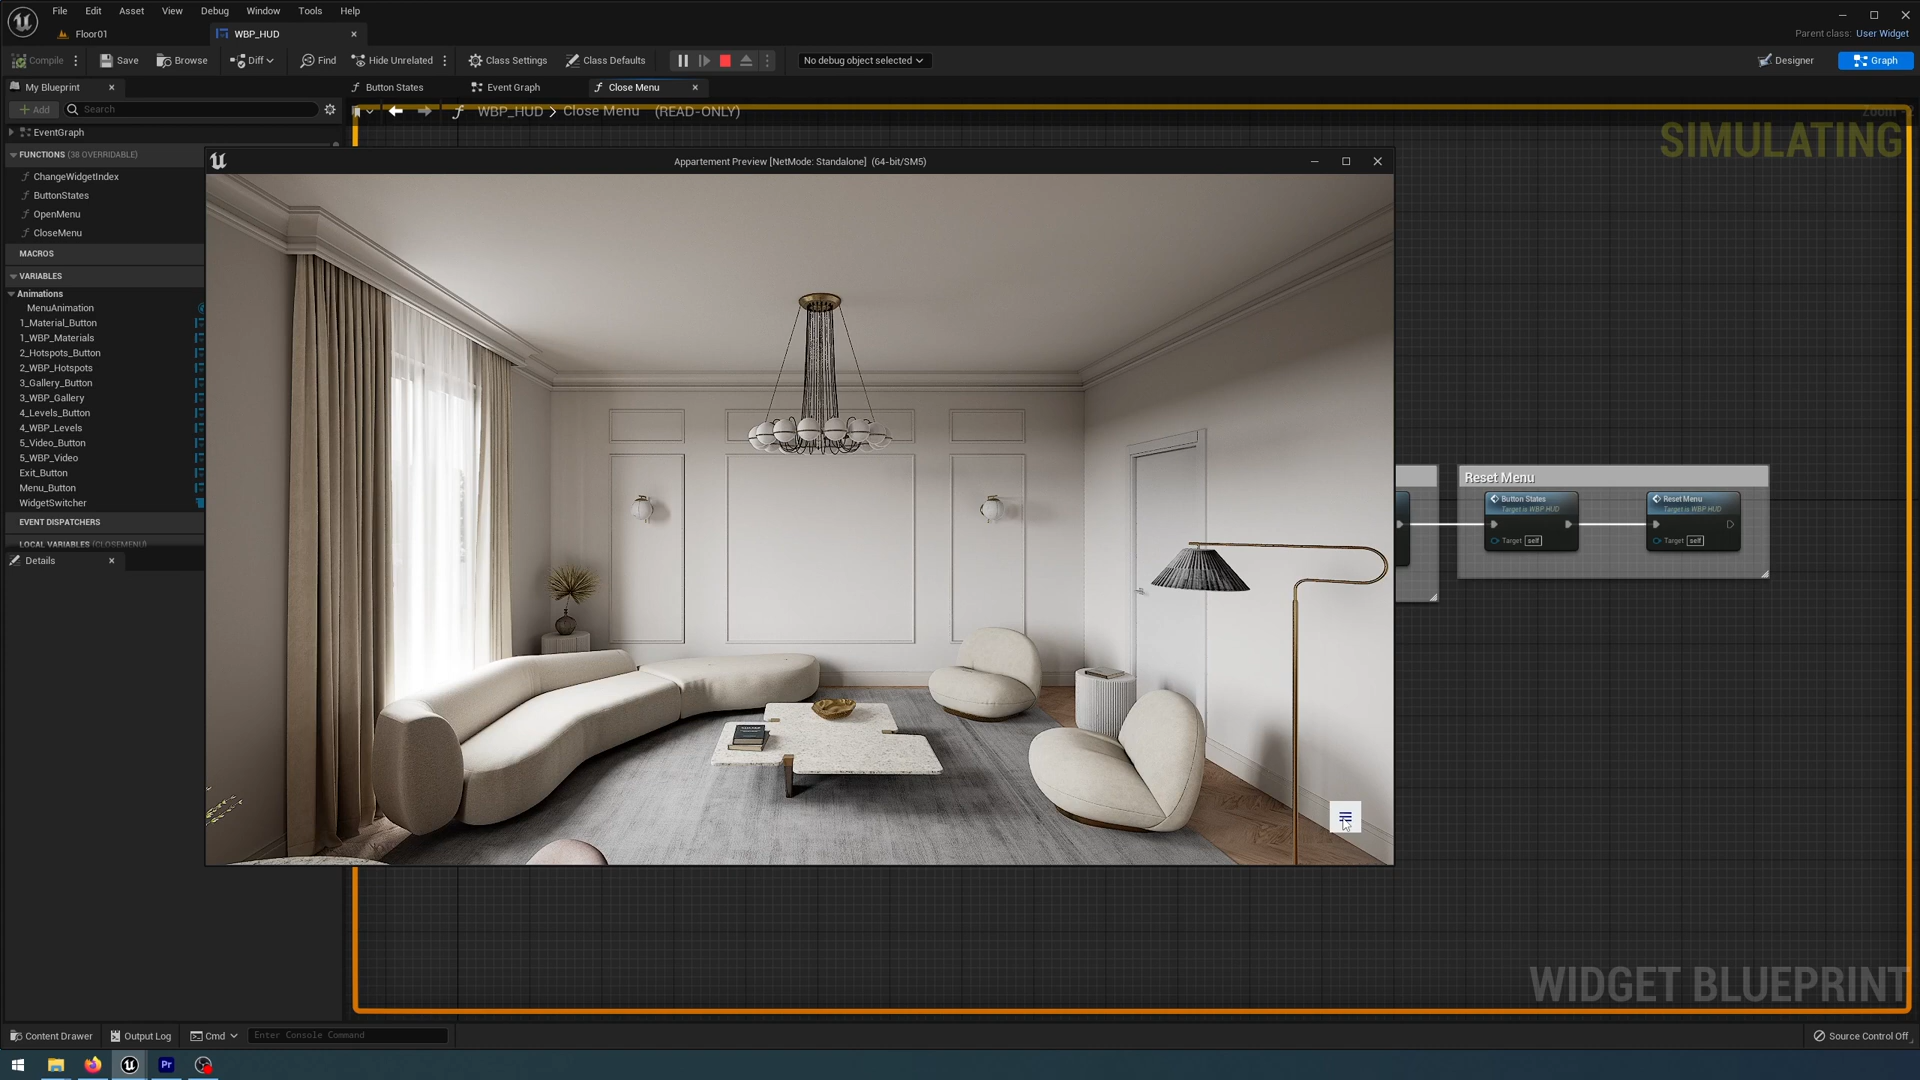 File Edit Asset View Debug Window Tools Help
Floor01 WBP_HUD
Parent class: User Widget
Compile Save Browse Diff Find Hide Unrelated Class Settings Class Defaults No debug object selected Designer Graph
My Blueprint Button States Event Graph Close Menu
Add Search WBP_HUD > Close Menu (READ-ONLY) Zoom -2
SIMULATING
EventGraph
FUNCTIONS (38 OVERRIDABLE)
Appartement Preview [NetMode: Standalone] (64-bit/SM5)
ChangeWidgetIndex
ButtonStates
OpenMenu
CloseMenu
MACROS
VARIABLES
Animations
MenuAnimation
1_Material_Button
1_WBP_Materials
2_Hotspots_Button
2_WBP_Hotspots
3_Gallery_Button
3_WBP_Gallery
4_Levels_Button
4_WBP_Levels
5_Video_Button
5_WBP_Video
Exit_Button
Menu_Button
WidgetSwitcher
EVENT DISPATCHERS
LOCAL VARIABLES (CLOSEMENU)
Details
Reset Menu
Button States Reset Menu
Target is WBP HUD Target is WBP HUD
Target self Target self
WIDGET BLUEPRINT
Content Drawer Output Log Cmd Enter Console Command Source Control Off
Pr